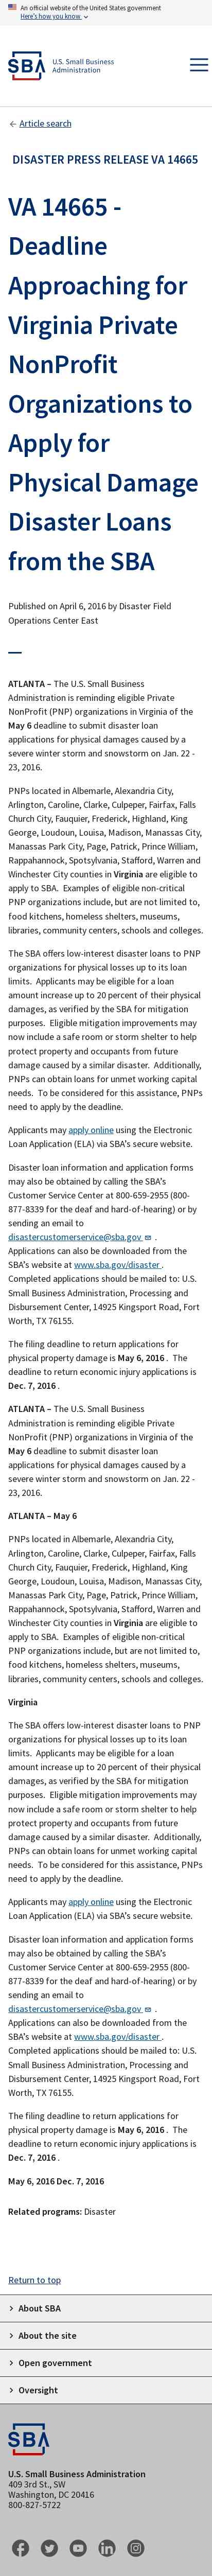 An official website of the United States government
Here's how you know
SBA
U.S. Small Business
Administration
Article search
DISASTER PRESS RELEASE VA 14665
VA 14665 -
Deadline
Approaching for
Virginia Private
NonProfit
Organizations to
Apply for
Physical Damage
Disaster Loans
from the SBA
Published on April 6, 2016 by Disaster Field
Operations Center East
ATLANTA – The U.S. Small Business
Administration is reminding eligible Private
NonProfit (PNP) organizations in Virginia of the
May 6 deadline to submit disaster loan
applications for physical damages caused by a
severe winter storm and snowstorm on Jan. 22 -
23, 2016.
PNPs located in Albemarle, Alexandria City,
Arlington, Caroline, Clarke, Culpeper, Fairfax, Falls
Church City, Fauquier, Frederick, Highland, King
George, Loudoun, Louisa, Madison, Manassas City,
Manassas Park City, Page, Patrick, Prince William,
Rappahannock, Spotsylvania, Stafford, Warren and
Winchester City counties in Virginia are eligible to
apply to SBA. Examples of eligible non-critical
PNP organizations include, but are not limited to,
food kitchens, homeless shelters, museums,
libraries, community centers, schools and colleges.
The SBA offers low-interest disaster loans to PNP
organizations for physical losses up to its loan
limits. Applicants may be eligible for a loan
amount increase up to 20 percent of their physical
damages, as verified by the SBA for mitigation
purposes. Eligible mitigation improvements may
now include a safe room or storm shelter to help
protect property and occupants from future
damage caused by a similar disaster. Additionally,
PNPs can obtain loans for unmet working capital
needs. To be considered for this assistance, PNPs
need to apply by the deadline.
Applicants may apply online using the Electronic
Loan Application (ELA) via SBA's secure website.
Disaster loan information and application forms
may also be obtained by calling the SBA's
Customer Service Center at 800-659-2955 (800-
877-8339 for the deaf and hard-of-hearing) or by
sending an email to
disastercustomerservice@sba.gov .
Applications can also be downloaded from the
SBA's website at www.sba.gov/disaster .
Completed applications should be mailed to: U.S.
Small Business Administration, Processing and
Disbursement Center, 14925 Kingsport Road, Fort
Worth, TX 76155.
The filing deadline to return applications for
physical property damage is May 6, 2016 . The
deadline to return economic injury applications is
Dec. 7, 2016 .
ATLANTA – The U.S. Small Business
Administration is reminding eligible Private
NonProfit (PNP) organizations in Virginia of the
May 6 deadline to submit disaster loan
applications for physical damages caused by a
severe winter storm and snowstorm on Jan. 22 -
23, 2016.
ATLANTA – May 6
PNPs located in Albemarle, Alexandria City,
Arlington, Caroline, Clarke, Culpeper, Fairfax, Falls
Church City, Fauquier, Frederick, Highland, King
George, Loudoun, Louisa, Madison, Manassas City,
Manassas Park City, Page, Patrick, Prince William,
Rappahannock, Spotsylvania, Stafford, Warren and
Winchester City counties in Virginia are eligible to
apply to SBA. Examples of eligible non-critical
PNP organizations include, but are not limited to,
food kitchens, homeless shelters, museums,
libraries, community centers, schools and colleges.
Virginia
The SBA offers low-interest disaster loans to PNP
organizations for physical losses up to its loan
limits. Applicants may be eligible for a loan
amount increase up to 20 percent of their physical
damages, as verified by the SBA for mitigation
purposes. Eligible mitigation improvements may
now include a safe room or storm shelter to help
protect property and occupants from future
damage caused by a similar disaster. Additionally,
PNPs can obtain loans for unmet working capital
needs. To be considered for this assistance, PNPs
need to apply by the deadline.
Applicants may apply online using the Electronic
Loan Application (ELA) via SBA's secure website.
Disaster loan information and application forms
may also be obtained by calling the SBA's
Customer Service Center at 800-659-2955 (800-
877-8339 for the deaf and hard-of-hearing) or by
sending an email to
disastercustomerservice@sba.gov .
Applications can also be downloaded from the
SBA's website at www.sba.gov/disaster .
Completed applications should be mailed to: U.S.
Small Business Administration, Processing and
Disbursement Center, 14925 Kingsport Road, Fort
Worth, TX 76155.
The filing deadline to return applications for
physical property damage is May 6, 2016 . The
deadline to return economic injury applications is
Dec. 7, 2016 .
May 6, 2016 Dec. 7, 2016
Related programs: Disaster
Return to top
About SBA
About the site
Open government
Oversight
SBA
U.S. Small Business Administration
409 3rd St., SW
Washington, DC 20416
800-827-5722